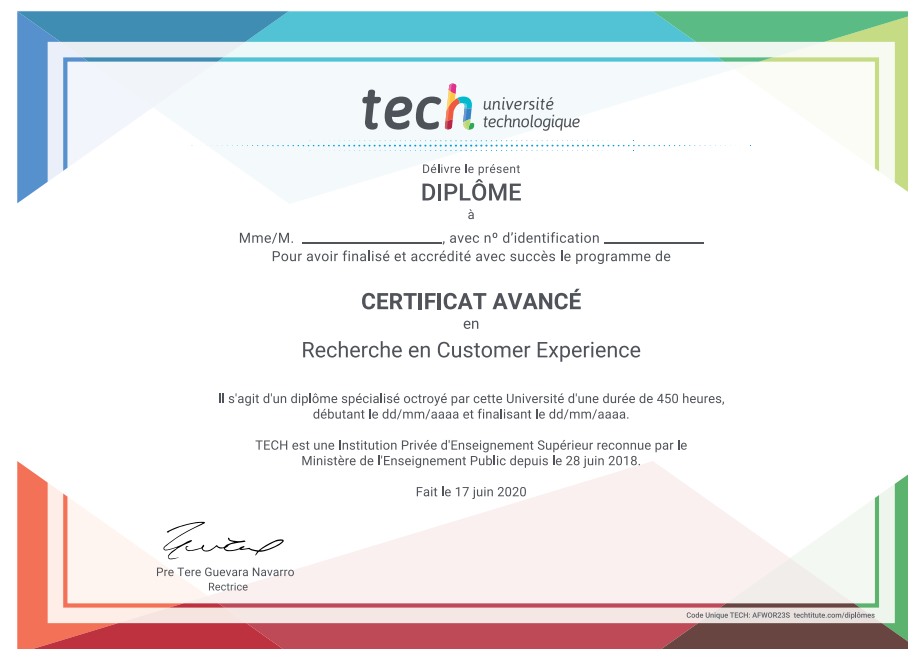 tech université
technologique
Délivre le présent
DIPLÔME
à
Mme/M. ____________________, avec nº d'identification ______________
Pour avoir finalisé et accrédité avec succès le programme de
CERTIFICAT AVANCÉ
en
Recherche en Customer Experience
Il s'agit d'un diplôme spécialisé octroyé par cette Université d'une durée de 450 heures,
débutant le dd/mm/aaaa et finalisant le dd/mm/aaaa.
TECH est une Institution Privée d'Enseignement Supérieur reconnue par le
Ministère de l'Enseignement Public depuis le 28 juin 2018.
Fait le 17 juin 2020
Pre Tere Guevara Navarro
Rectrice
Code Unique TECH: AFWOR23S techtitute.com/diplômes